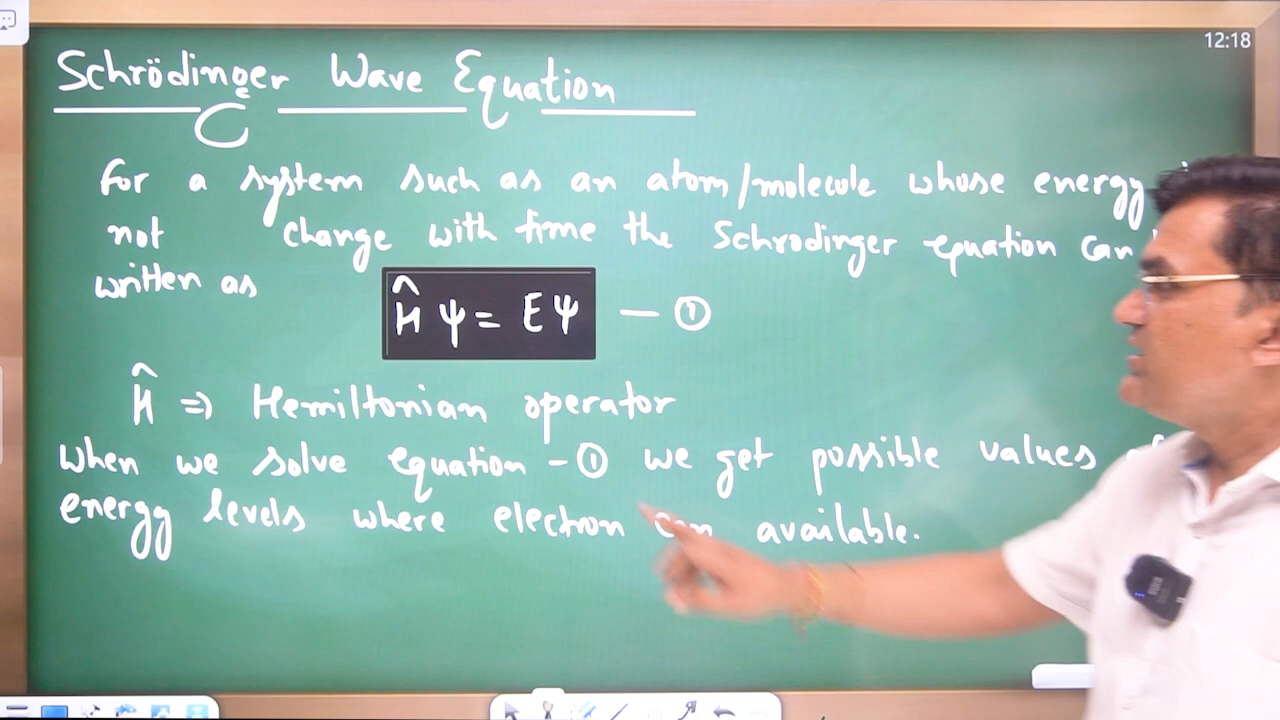 12:18
Schrödinger Wave Equation
for a system such as an atom/molecule whose energy
not change with time the Schrodinger equation can
written as
Ĥ ψ = E ψ — ①
Ĥ ⇒ Hemiltonian operator
when we solve equation - ① we get possible values
energy levels where electron can available.